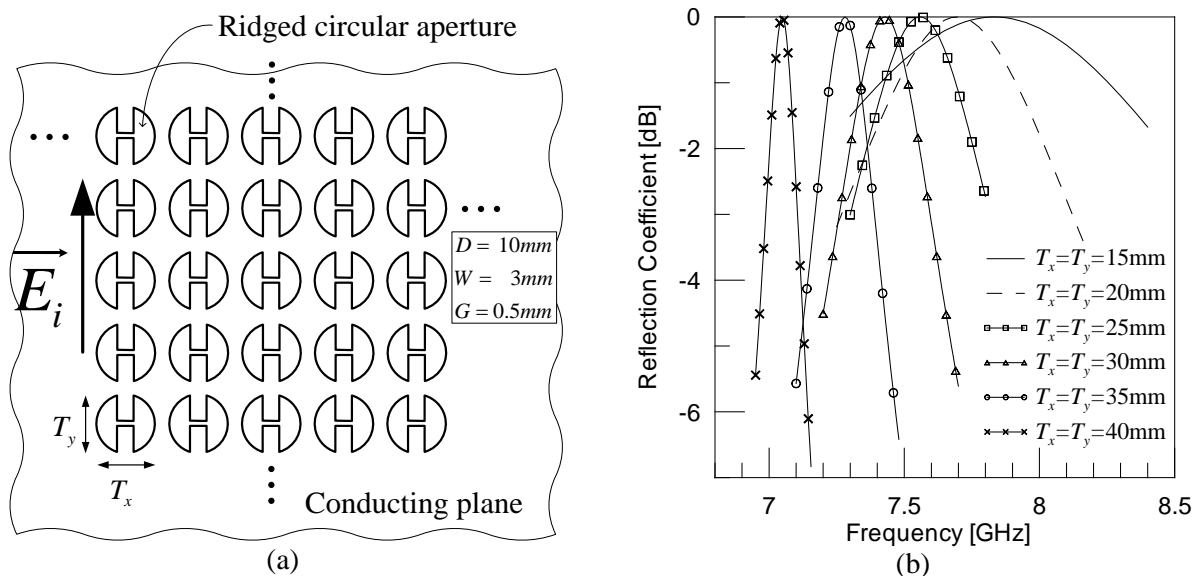 Ridged circular aperture
E_i
D = 10mm
W = 3mm
G = 0.5mm
T_y
T_x
Conducting plane
(a)
Reflection Coefficient [dB]
0
-2
-4
-6
T_x=T_y=15mm
T_x=T_y=20mm
T_x=T_y=25mm
T_x=T_y=30mm
T_x=T_y=35mm
T_x=T_y=40mm
7 7.5 8 8.5
Frequency [GHz]
(b)